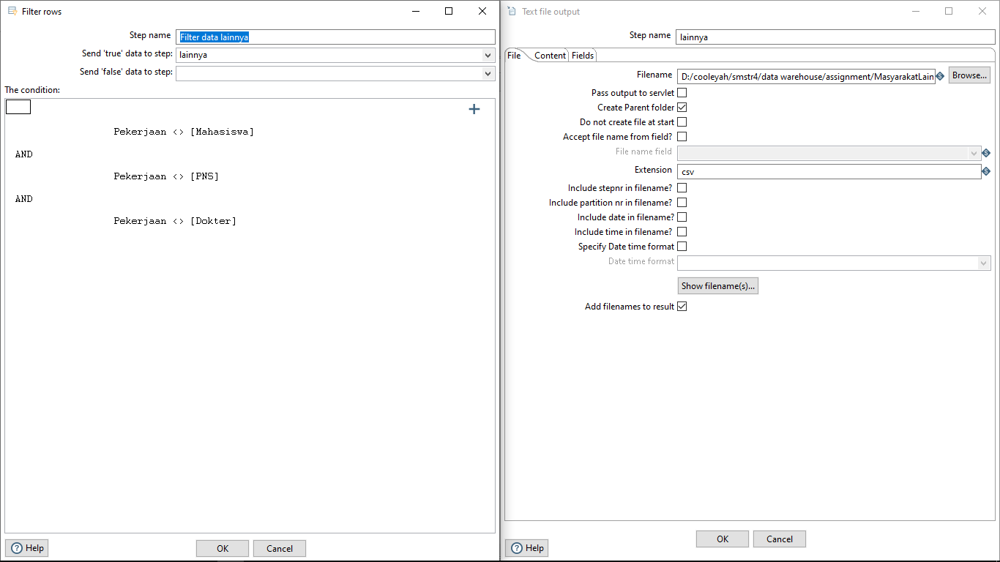 Filter rows
Step name Filter data lainnya
Send 'true' data to step: lainnya
Send 'false' data to step:
The condition:
Pekerjaan <> [Mahasiswa]
AND
Pekerjaan <> [PNS]
AND
Pekerjaan <> [Dokter]
Help OK Cancel
Text file output
Step name lainnya
File Content Fields
Filename D:/cooleyah/smstr4/data warehouse/assignment/MasyarakatLain Browse...
Pass output to servlet
Create Parent folder
Do not create file at start
Accept file name from field?
File name field
Extension csv
Include stepnr in filename?
Include partition nr in filename?
Include date in filename?
Include time in filename?
Specify Date time format
Date time format
Show filename(s)...
Add filenames to result
OK Cancel
Help